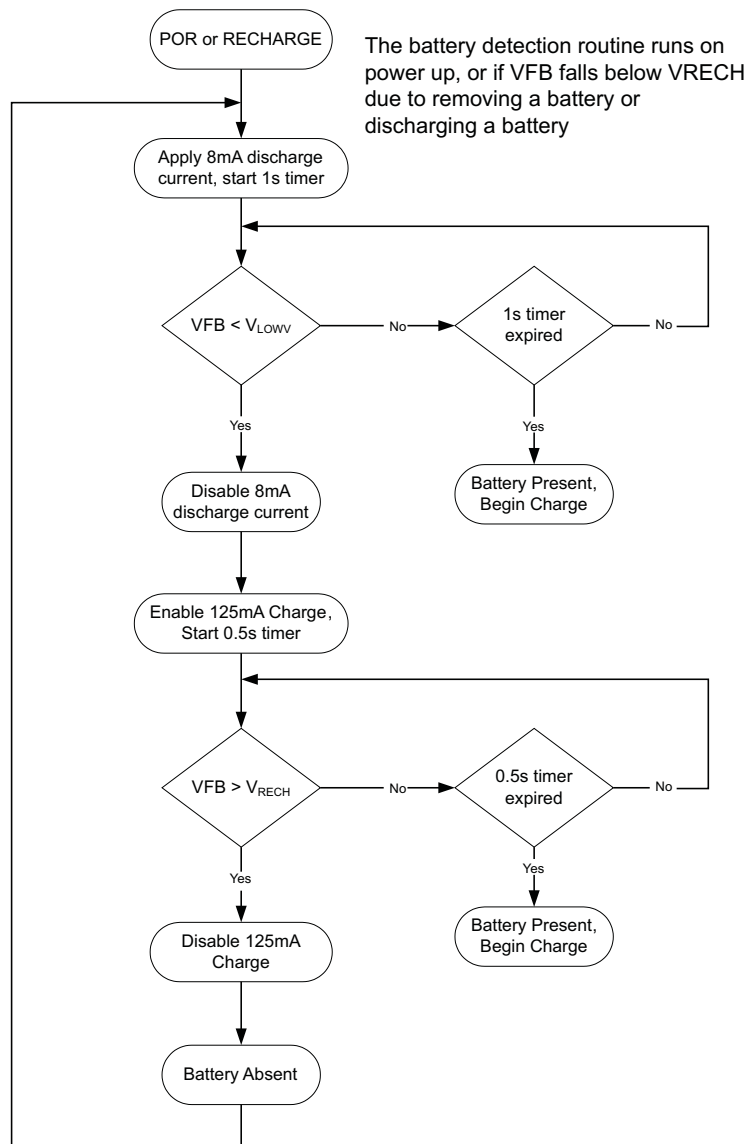 POR or RECHARGE
The battery detection routine runs on
power up, or if VFB falls below VRECH
due to removing a battery or
discharging a battery
Apply 8mA discharge
current, start 1s timer
VFB < VLOWV
No
1s timer
expired
No
Yes
Yes
Disable 8mA
discharge current
Battery Present,
Begin Charge
Enable 125mA Charge,
Start 0.5s timer
VFB > VRECH
No
0.5s timer
expired
No
Yes
Yes
Disable 125mA
Charge
Battery Present,
Begin Charge
Battery Absent